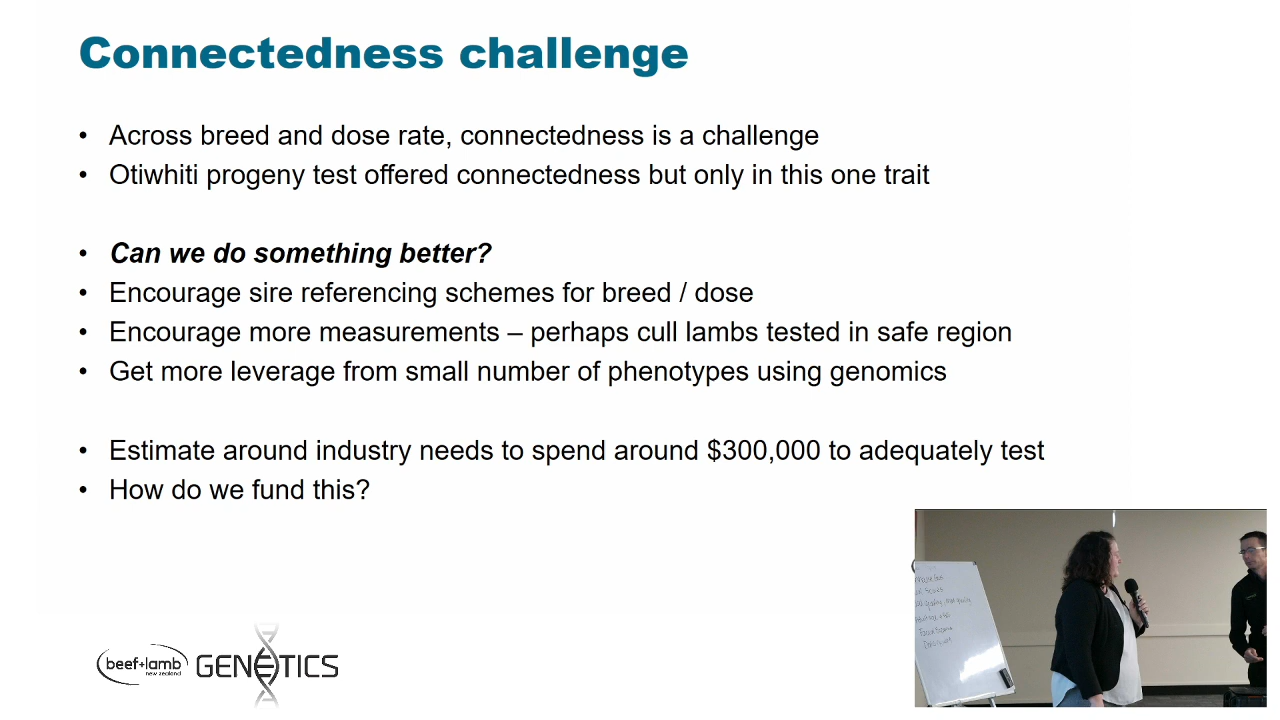 Connectedness challenge
• Across breed and dose rate, connectedness is a challenge
• Otiwhiti progeny test offered connectedness but only in this one trait
• Can we do something better?
• Encourage sire referencing schemes for breed / dose
• Encourage more measurements – perhaps cull lambs tested in safe region
• Get more leverage from small number of phenotypes using genomics
• Estimate around industry needs to spend around $300,000 to adequately test
• How do we fund this?
beef+lamb
new zealand
GENETICS